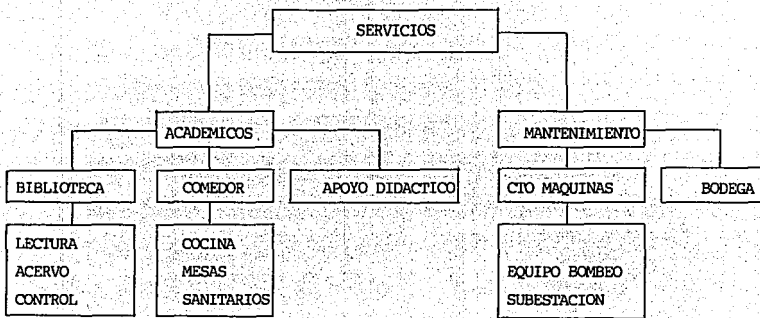 SERVICIOS
ACADEMICOS
MANTENIMIENTO
BIBLIOTECA
COMEDOR
APOYO DIDACTICO
CTO MAQUINAS
BODEGA
LECTURA
ACERVO
CONTROL
COCINA
MESAS
SANITARIOS
EQUIPO BOMBEO
SUBESTACION